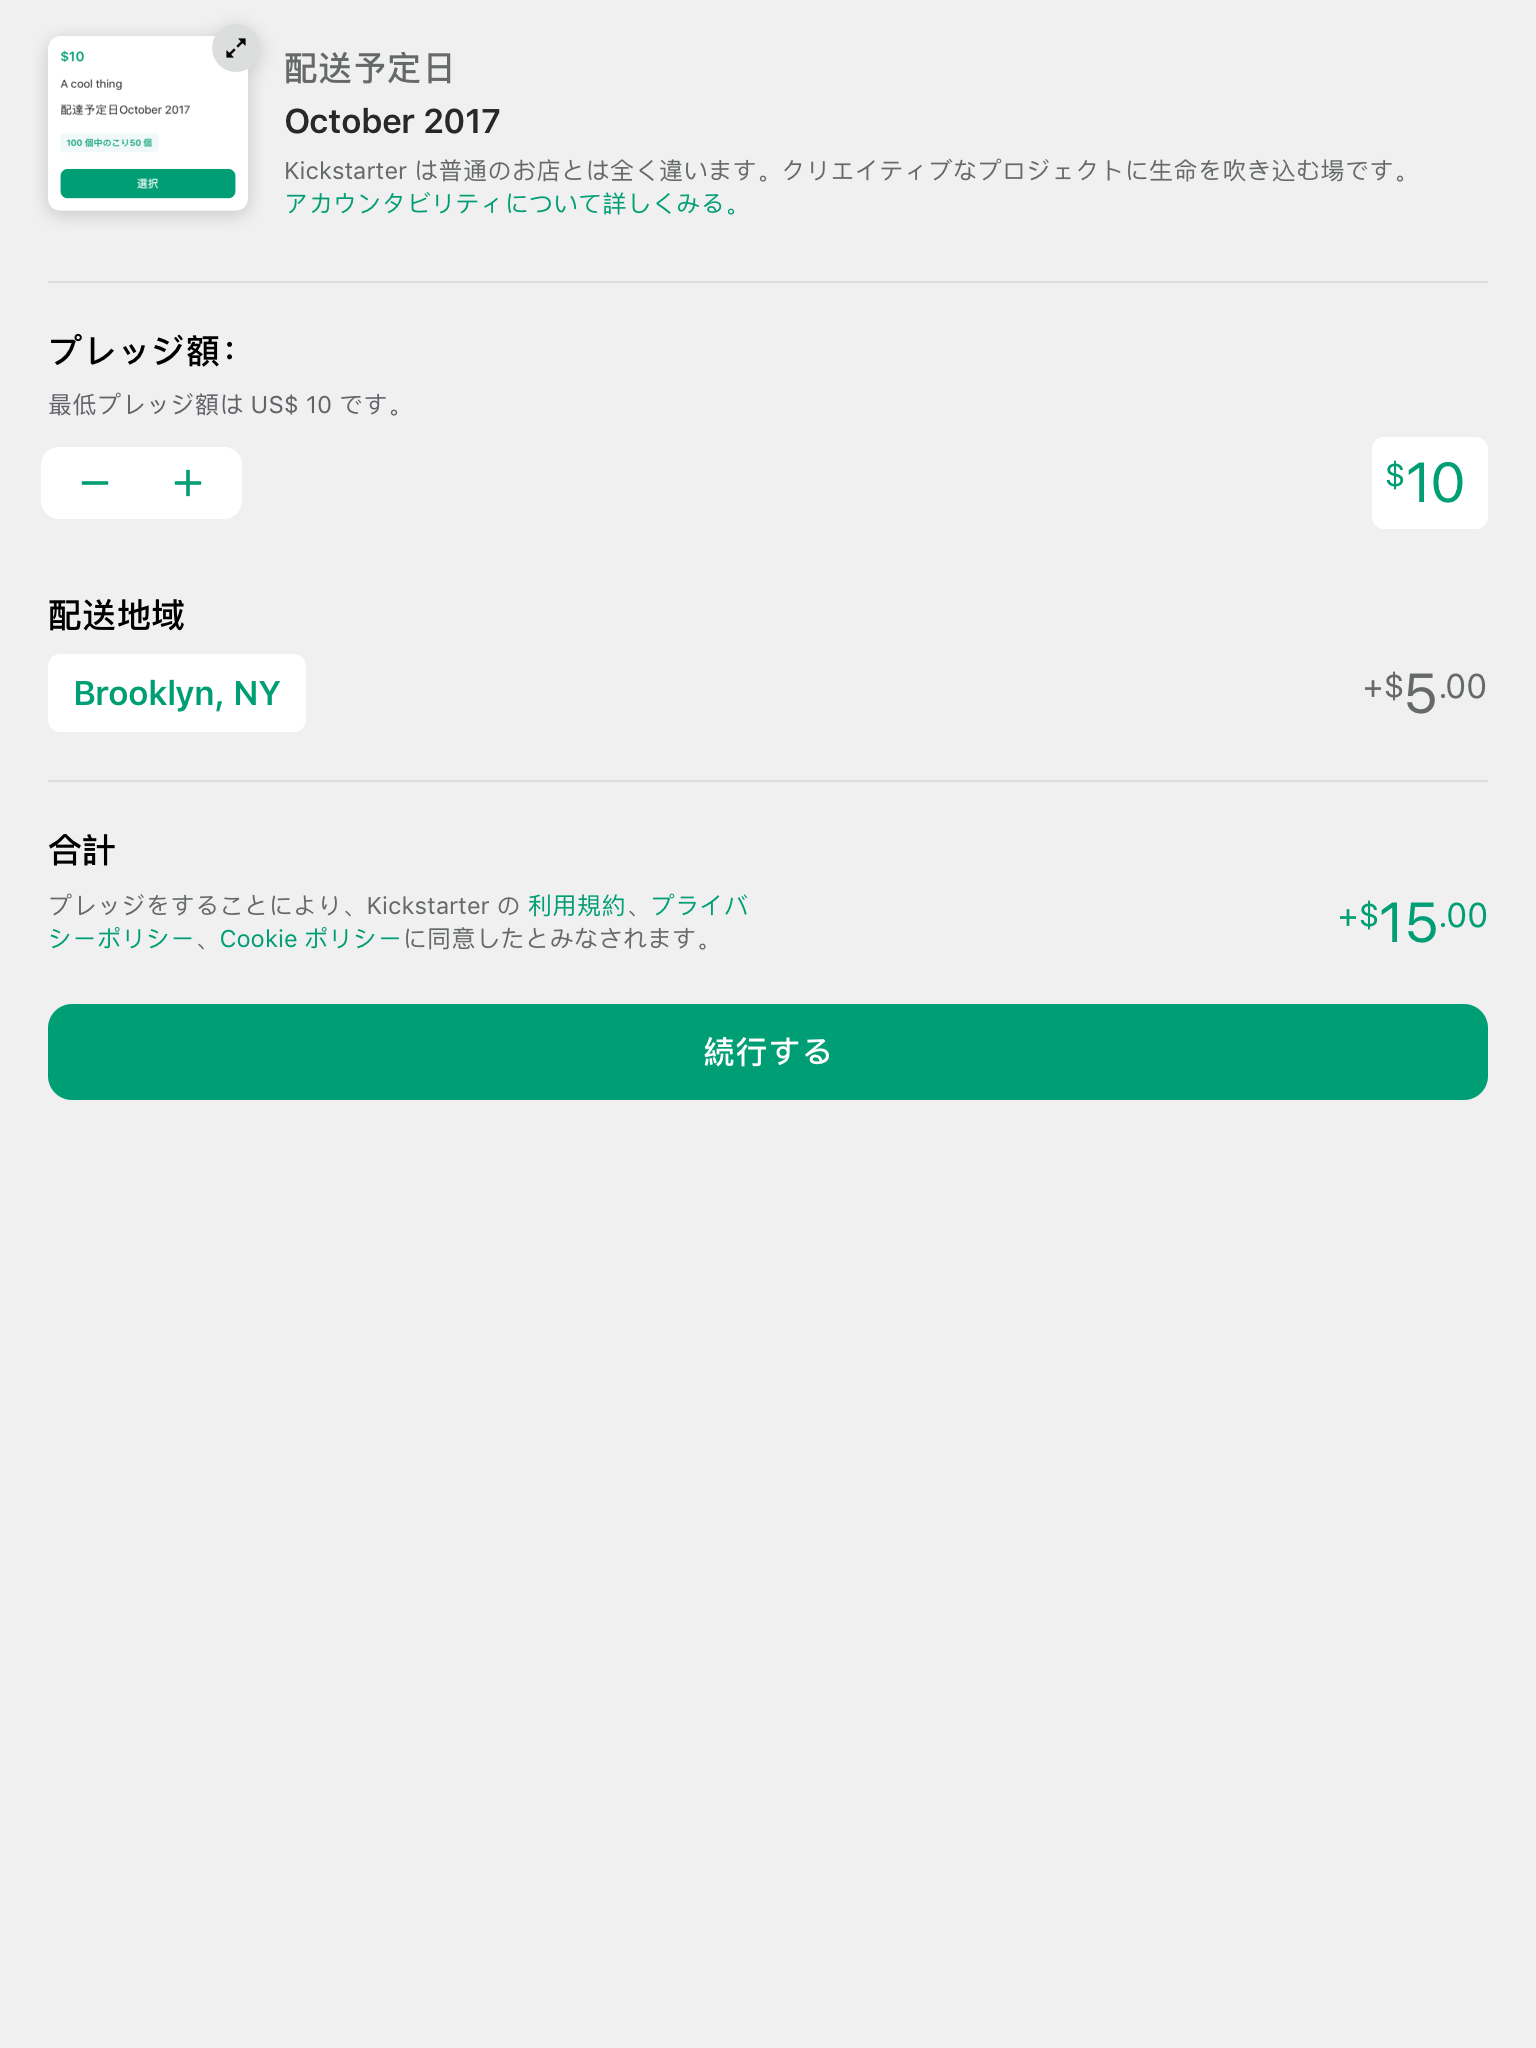 $10
A cool thing
配達予定日October 2017
100 個中のこり50 個
選択
配送予定日
October 2017
Kickstarter は普通のお店とは全く違います。クリエイティブなプロジェクトに生命を吹き込む場です。
アカウンタビリティについて詳しくみる。
プレッジ額：
最低プレッジ額は US$ 10 です。
− +
$10
配送地域
Brooklyn, NY
+$5.00
合計
プレッジをすることにより、Kickstarter の 利用規約、プライバ
シーポリシー、Cookie ポリシーに同意したとみなされます。
+$15.00
続行する